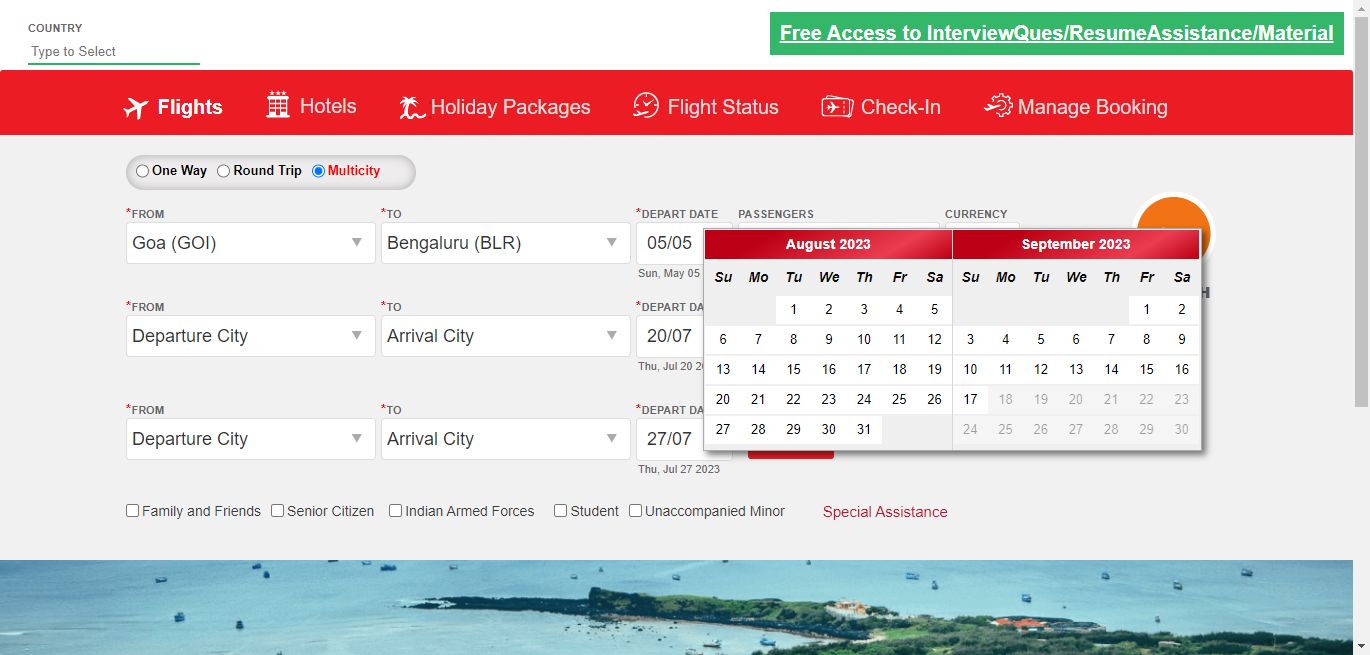 COUNTRY
Type to Select
Free Access to InterviewQues/ResumeAssistance/Material
Flights Hotels Holiday Packages Flight Status Check-In Manage Booking
One Way Round Trip Multicity
*FROM *TO *DEPART DATE PASSENGERS CURRENCY
Goa (GOI) Bengaluru (BLR) 05/05
Sun, May 05
August 2023 September 2023
Su Mo Tu We Th Fr Sa Su Mo Tu We Th Fr Sa
1 2 3 4 5 1 2
6 7 8 9 10 11 12 3 4 5 6 7 8 9
13 14 15 16 17 18 19 10 11 12 13 14 15 16
20 21 22 23 24 25 26 17 18 19 20 21 22 23
27 28 29 30 31 24 25 26 27 28 29 30
H
*FROM *TO *DEPART DA
Departure City Arrival City 20/07
Thu, Jul 20 20
*FROM *TO *DEPART DA
Departure City Arrival City 27/07
Thu, Jul 27 2023
Family and Friends Senior Citizen Indian Armed Forces Student Unaccompanied Minor Special Assistance